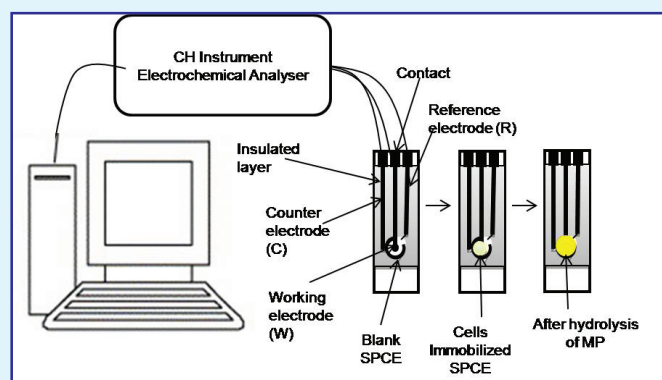 CH Instrument
Electrochemical Analyser
Contact
Reference
electrode (R)
Insulated
layer
Counter
electrode
(C)
Working
electrode
(W)
Blank
SPCE
Cells
Immobilized
SPCE
After hydrolysis
of MP